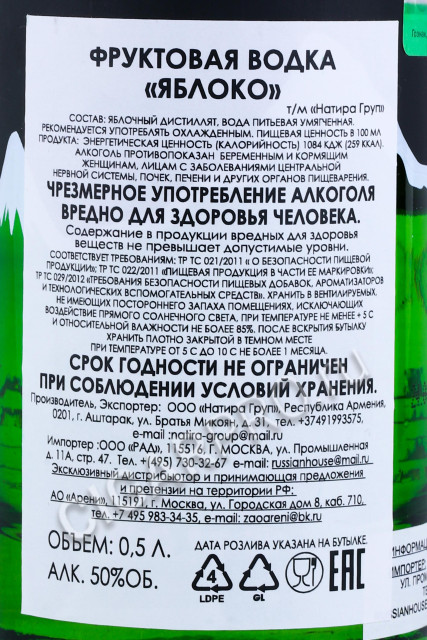 ФРУКТОВАЯ ВОДКА
«ЯБЛОКО»
т/м «Натира Груп»
СОСТАВ: ЯБЛОЧНЫЙ ДИСТИЛЛЯТ, ВОДА ПИТЬЕВАЯ УМЯГЧЕННАЯ.
РЕКОМЕНДУЕТСЯ УПОТРЕБЛЯТЬ ОХЛАЖДЕННЫМ. ПИЩЕВАЯ ЦЕННОСТЬ В 100 МЛ
ПРОДУКТА: ЭНЕРГЕТИЧЕСКАЯ ЦЕННОСТЬ (КАЛОРИЙНОСТЬ) 1084 КДЖ (259 ККАЛ).
АЛКОГОЛЬ ПРОТИВОПОКАЗАН БЕРЕМЕННЫМ И КОРМЯЩИМ
ЖЕНЩИНАМ, ЛИЦАМ С ЗАБОЛЕВАНИЯМИ ЦЕНТРАЛЬНОЙ
НЕРВНОЙ СИСТЕМЫ, ПОЧЕК, ПЕЧЕНИ И ДРУГИХ ОРГАНОВ ПИЩЕВАРЕНИЯ.
ЧРЕЗМЕРНОЕ УПОТРЕБЛЕНИЕ АЛКОГОЛЯ
ВРЕДНО ДЛЯ ЗДОРОВЬЯ ЧЕЛОВЕКА.
Содержание в продукции вредных для здоровья
веществ не превышает допустимые уровни.
СООТВЕТСТВИЕ ТРЕБОВАНИЯМ: ТР ТС 021/2011 « О БЕЗОПАСНОСТИ ПИЩЕВОЙ
ПРОДУКЦИИ"; ТР ТС 022/2011 «ПИЩЕВАЯ ПРОДУКЦИЯ В ЧАСТИ ЕЕ МАРКИРОВКИ»;
ТР ТС 029/2012 «ТРЕБОВАНИЯ БЕЗОПАСНОСТИ ПИЩЕВЫХ ДОБАВОК, АРОМАТИЗАТОРОВ
И ТЕХНОЛОГИЧЕСКИХ ВСПОМОГАТЕЛЬНЫХ СРЕДСТВ». ХРАНИТЬ В ВЕНТИЛИРУЕМЫХ,
НЕ ИМЕЮЩИХ ПОСТОРОННЕГО ЗАПАХА ПОМЕЩЕНИЯХ, ИСКЛЮЧАЮЩИХ
ВОЗДЕЙСТВИЕ ПРЯМОГО СОЛНЕЧНОГО СВЕТА, ПРИ ТЕМПЕРАТУРЕ НЕ МЕНЕЕ + 5 С
И ОТНОСИТЕЛЬНОЙ ВЛАЖНОСТИ НЕ БОЛЕЕ 85%. ПОСЛЕ ВСКРЫТИЯ БУТЫЛКУ
ХРАНИТЬ ПЛОТНО ЗАКРЫТОЙ В ТЕМНОМ МЕСТЕ
ПРИ ТЕМПЕРАТУРЕ ОТ 5 С ДО 10 С НЕ БОЛЕЕ 1 МЕСЯЦА.
СРОК ГОДНОСТИ НЕ ОГРАНИЧЕН
ПРИ СОБЛЮДЕНИИ УСЛОВИЙ ХРАНЕНИЯ.
Производитель, Экспортер: ООО «Натира Груп», Республика Армения,
0201, г. Аштарак, ул. Братья Микоян, д. 31, тел. +37491993575,
e-mail : natira-group@mail.ru
Импортер :ООО «РАД», 115516, Г.МОСКВА, УЛ. Промышленная
д. 11А, стр. 47. Тел.+ (495) 730-32-67 e-mail: russianhouse@mail.ru
Эксклюзивный дистрибутор и принимающая предложения
и претензии на территории РФ:
АО «Арени», 115191, г. Москва, ул. Городская дом 8, каб. 710,
тел. +7 495 983-34-35, e-mail: zaoareni@bk.ru
ОБЪЕМ: 0,5 Л.
АЛК. 50%ОБ.
ДАТА РОЗЛИВА УКАЗАНА НА БУТЫЛКЕ.
4
LDPE
GL
EAC